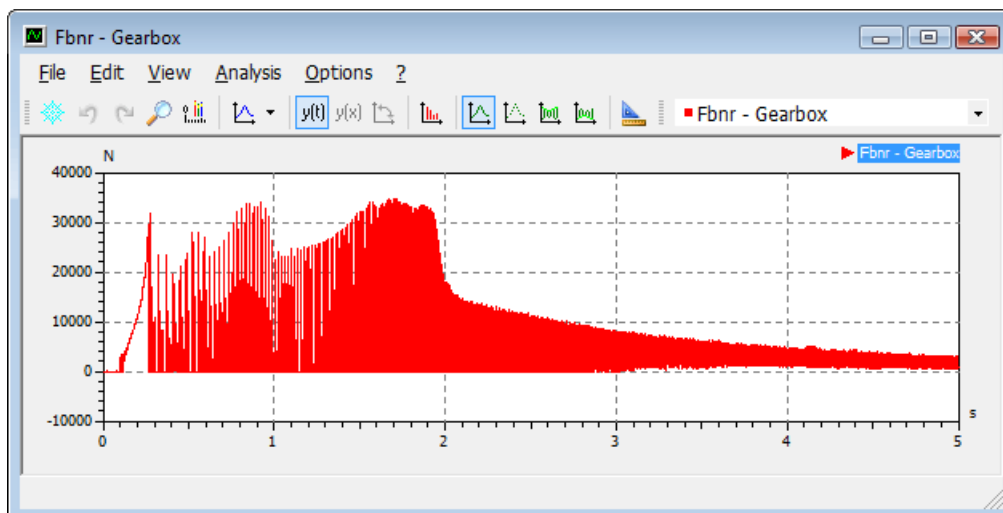 Fbnr - Gearbox
File Edit View Analysis Options ?
y(t) y(x) Fbnr - Gearbox
N
Fbnr - Gearbox
40000
30000
20000
10000
0
-10000
s
0 1 2 3 4 5